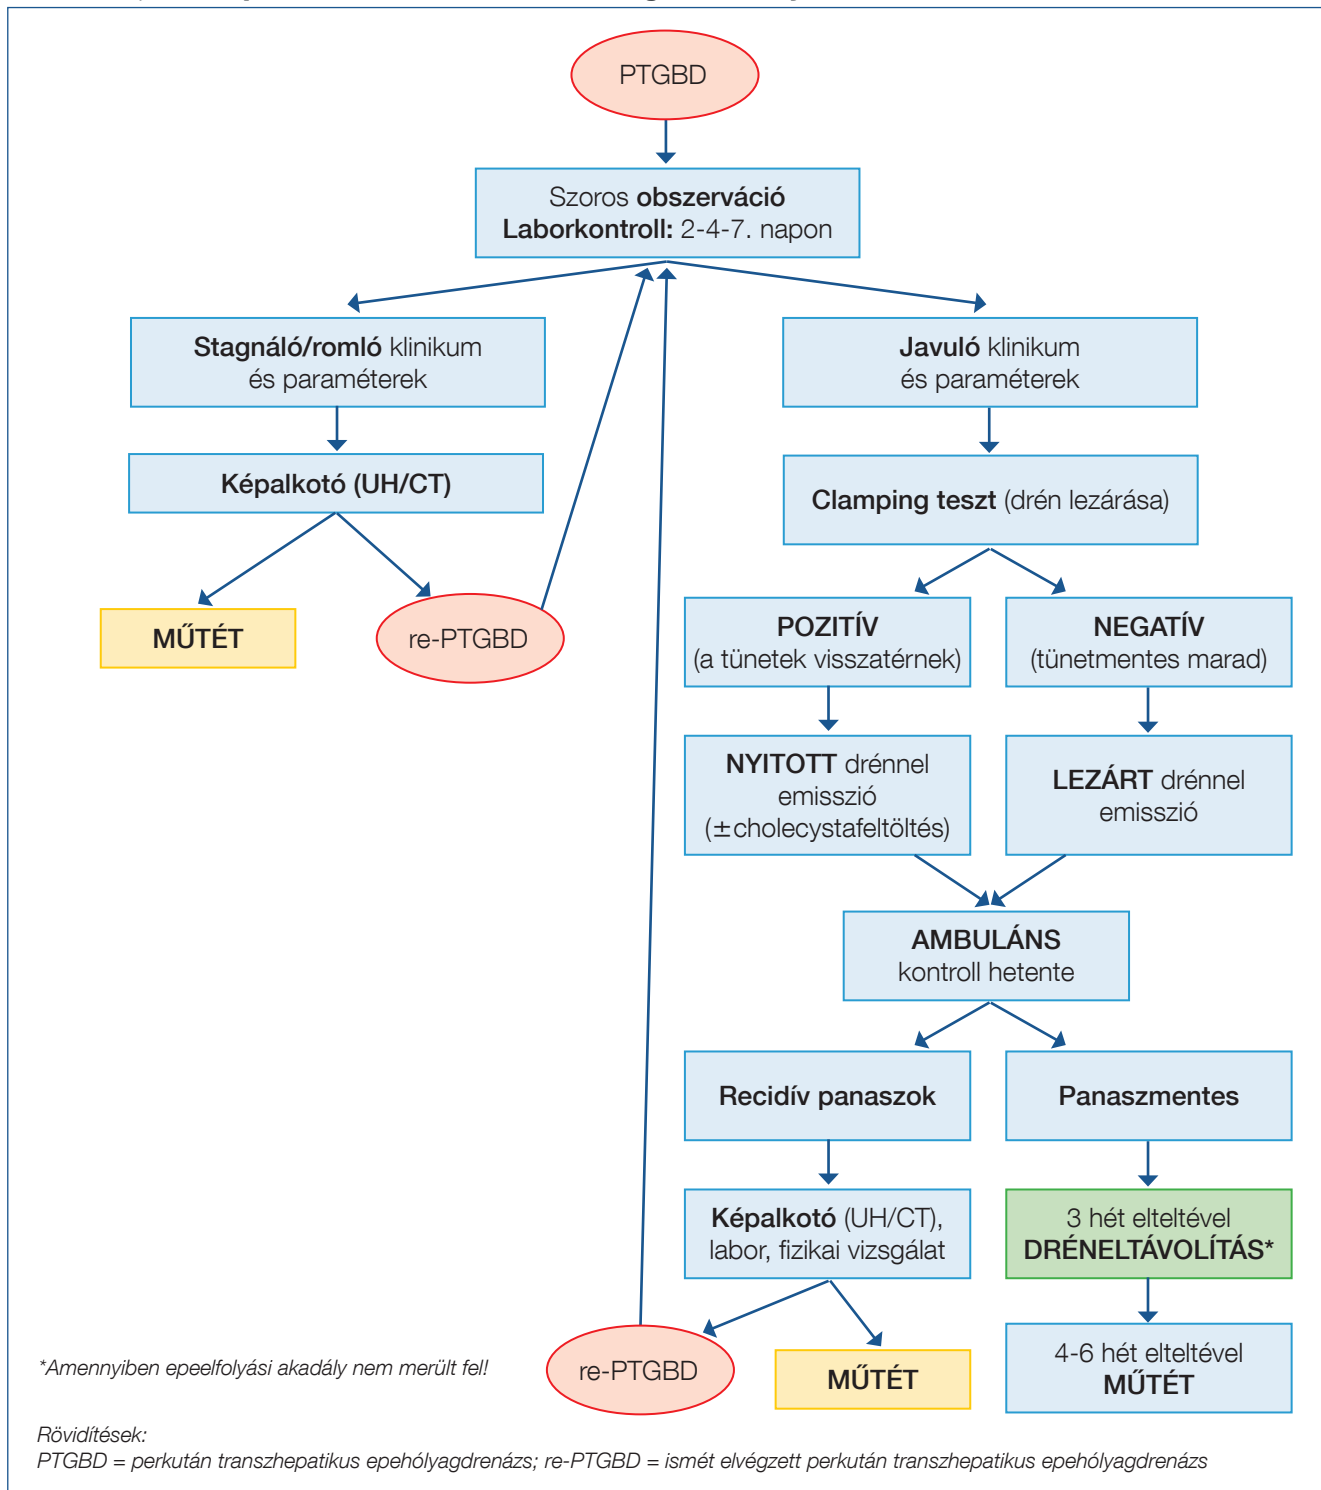 PTGBD
Szoros obszerváció
Laborkontroll: 2-4-7. napon
Stagnáló/romló klinikum
és paraméterek
Javuló klinikum
és paraméterek
Képalkotó (UH/CT)
Clamping teszt (drén lezárása)
MŰTÉT
re-PTGBD
POZITÍV
(a tünetek visszatérnek)
NEGATÍV
(tünetmentes marad)
NYITOTT drénnel
emisszió
(±cholecystafeltöltés)
LEZÁRT drénnel
emisszió
AMBULÁNS
kontroll hetente
Recidív panaszok
Panaszmentes
Képalkotó (UH/CT),
labor, fizikai vizsgálat
3 hét elteltével
DRÉNELTÁVOLÍTÁS*
re-PTGBD
MŰTÉT
4-6 hét elteltével
MŰTÉT
*Amennyiben epeelfolyási akadály nem merült fel!
Rövidítések:
PTGBD = perkután transzhepatikus epehólyagdrenázs; re-PTGBD = ismét elvégzett perkután transzhepatikus epehólyagdrenázs